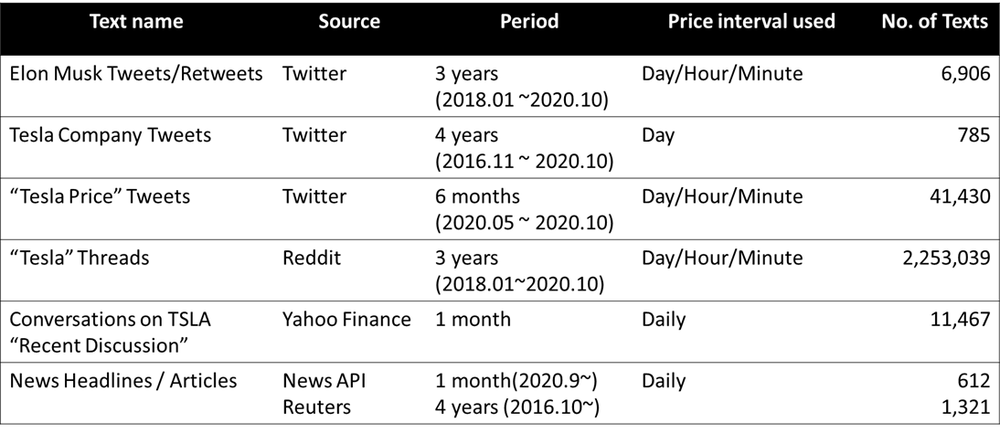 Text name Source Period Price interval used No. of Texts
Elon Musk Tweets/Retweets Twitter 3 years Day/Hour/Minute 6,906
(2018.01 ~2020.10)
Tesla Company Tweets Twitter 4 years Day 785
(2016.11 ~ 2020.10)
“Tesla Price” Tweets Twitter 6 months Day/Hour/Minute 41,430
(2020.05 ~ 2020.10)
“Tesla” Threads Reddit 3 years Day/Hour/Minute 2,253,039
(2018.01~2020.10)
Conversations on TSLA Yahoo Finance 1 month Daily 11,467
“Recent Discussion”
News Headlines / Articles News API 1 month(2020.9~) Daily 612
Reuters 4 years (2016.10~) 1,321